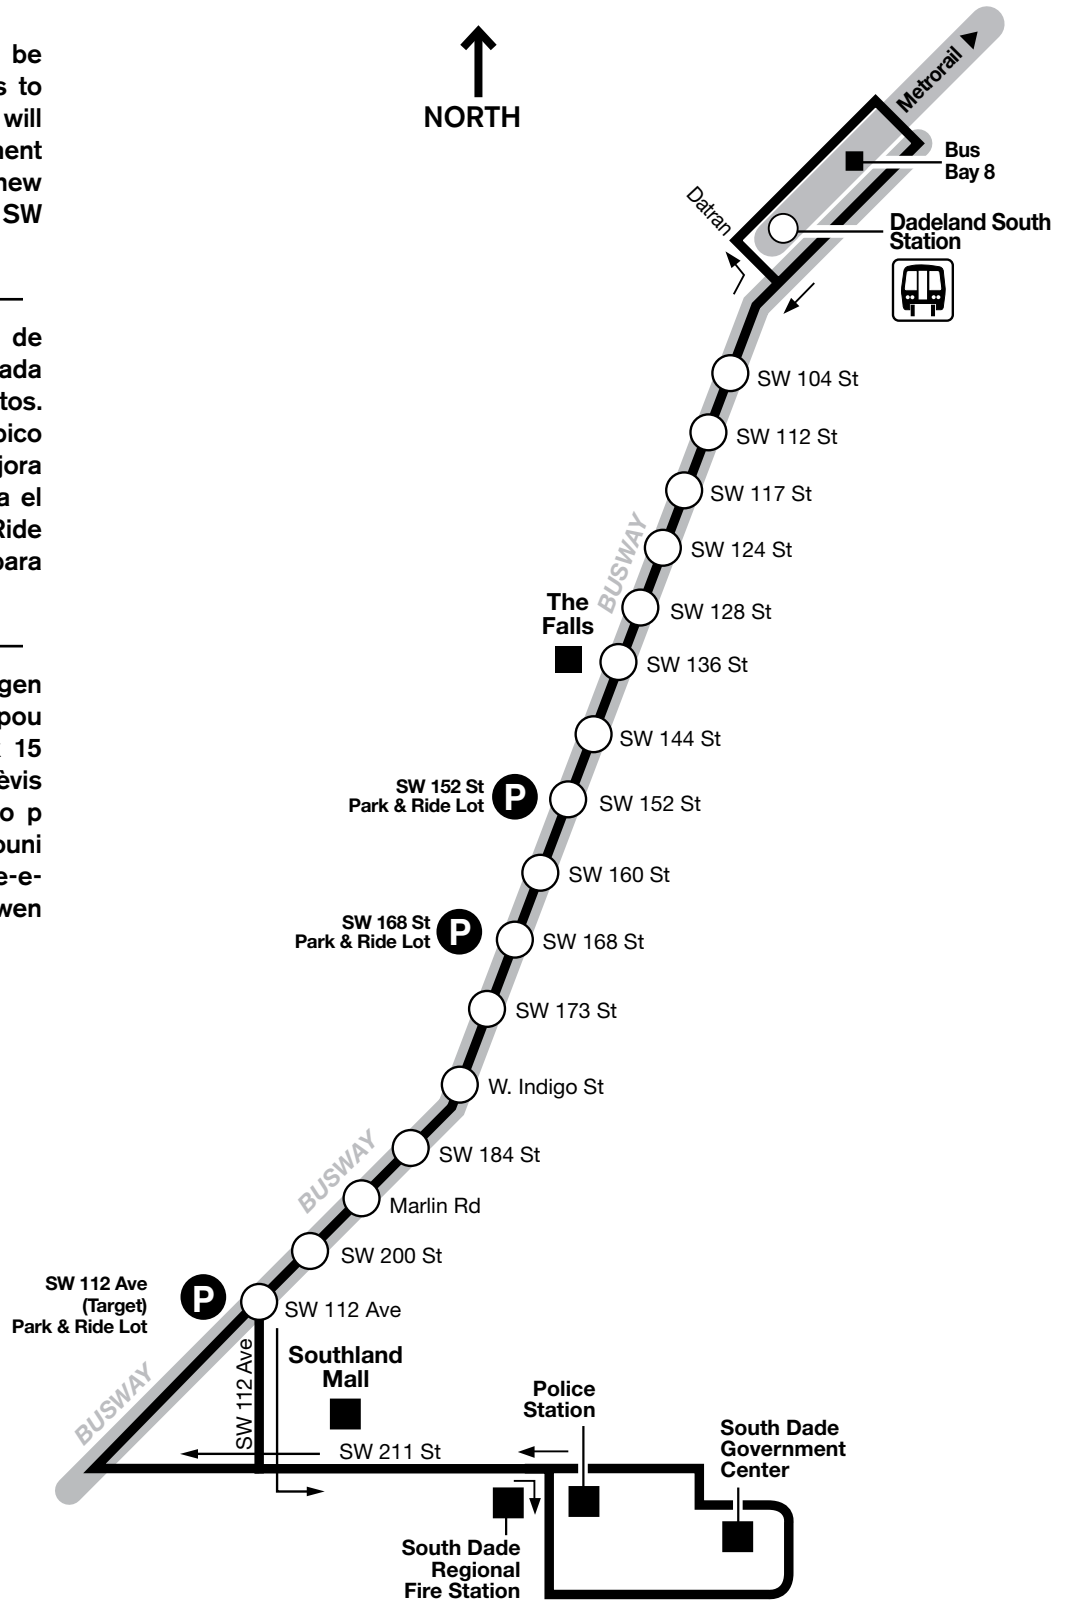 be
s to
will
nent
new
SW
de
ada
tos.
pico
jora
a el
Ride
para
gen
pou
15
èvis
o p
ouni
e-e-
wen
NORTH
Metrorail
Bus
Bay 8
Datran
Dadeland South
Station
SW 104 St
SW 112 St
SW 117 St
BUSWAY
SW 124 St
The
Falls
SW 128 St
SW 136 St
SW 144 St
SW 152 St
Park & Ride Lot
P
SW 152 St
SW 160 St
SW 168 St
Park & Ride Lot
P
SW 168 St
SW 173 St
W. Indigo St
BUSWAY
SW 184 St
Marlin Rd
SW 200 St
SW 112 Ave
(Target)
Park & Ride Lot
P
SW 112 Ave
BUSWAY
SW 112 Ave
Southland
Mall
SW 211 St
Police
Station
South Dade
Government
Center
South Dade
Regional
Fire Station